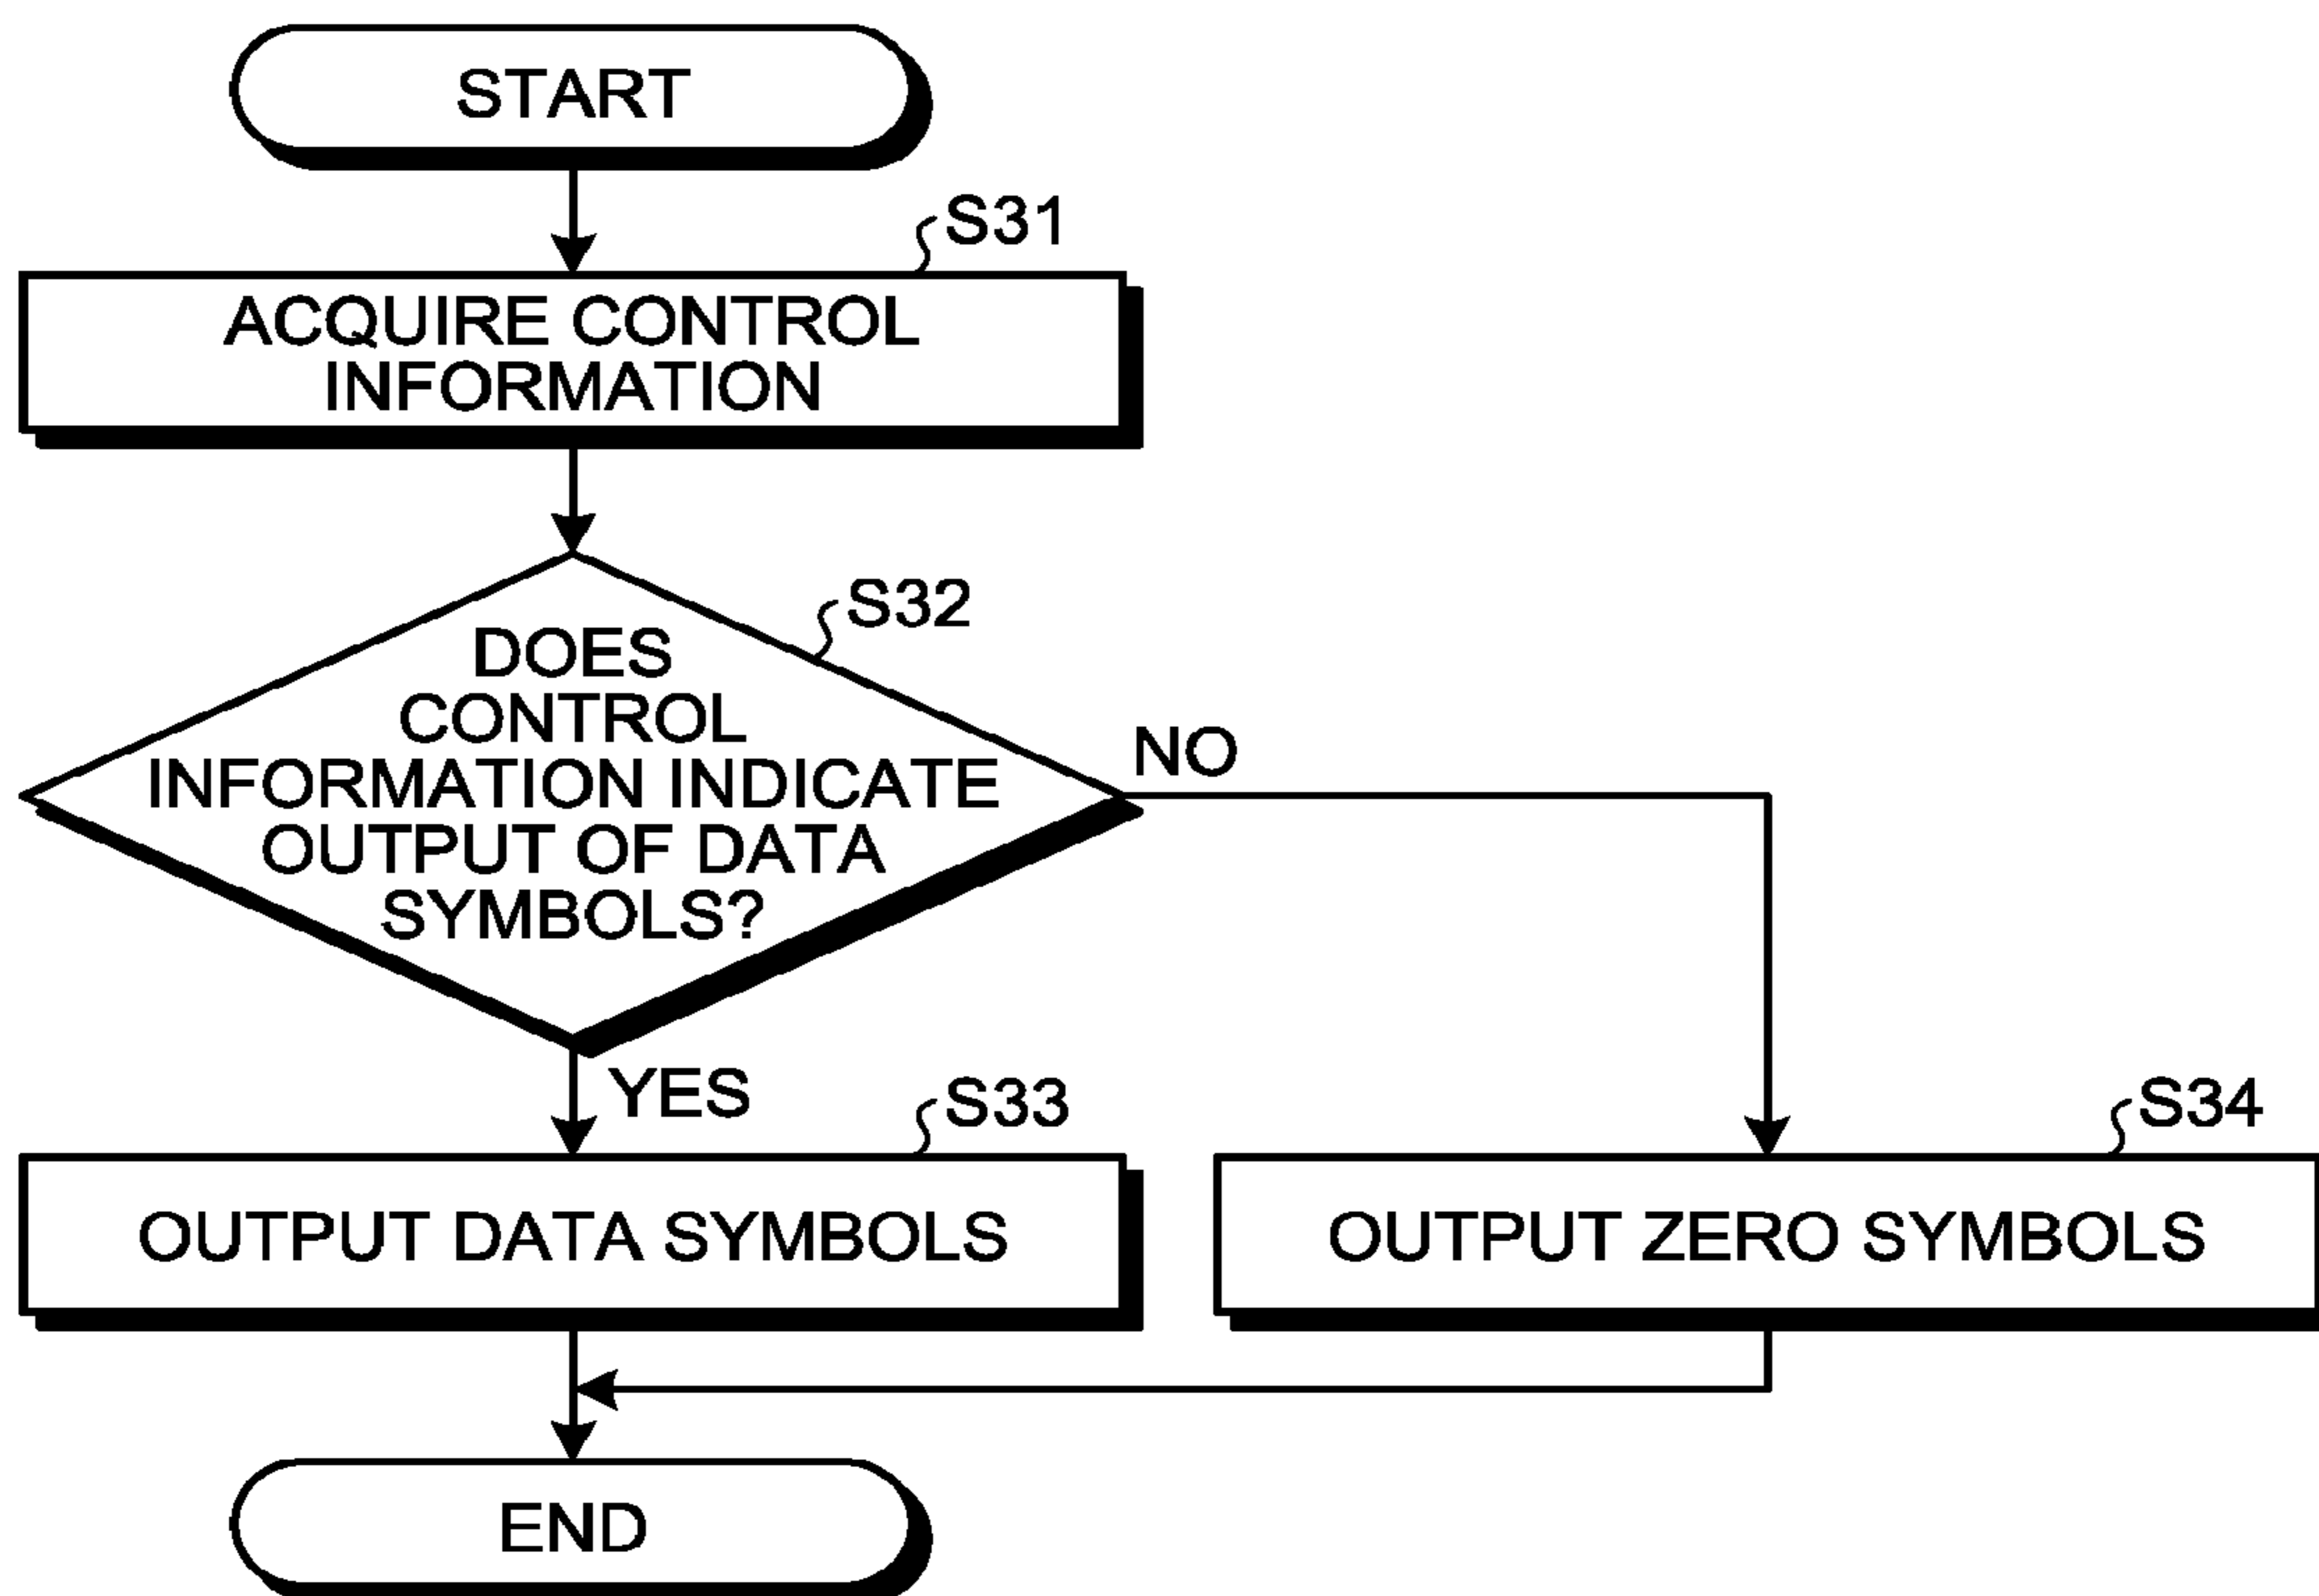 START
S31
ACQUIRE CONTROL
INFORMATION
S32
DOES
CONTROL
INFORMATION INDICATE
OUTPUT OF DATA
SYMBOLS?
NO
YES
S33
OUTPUT DATA SYMBOLS
S34
OUTPUT ZERO SYMBOLS
END